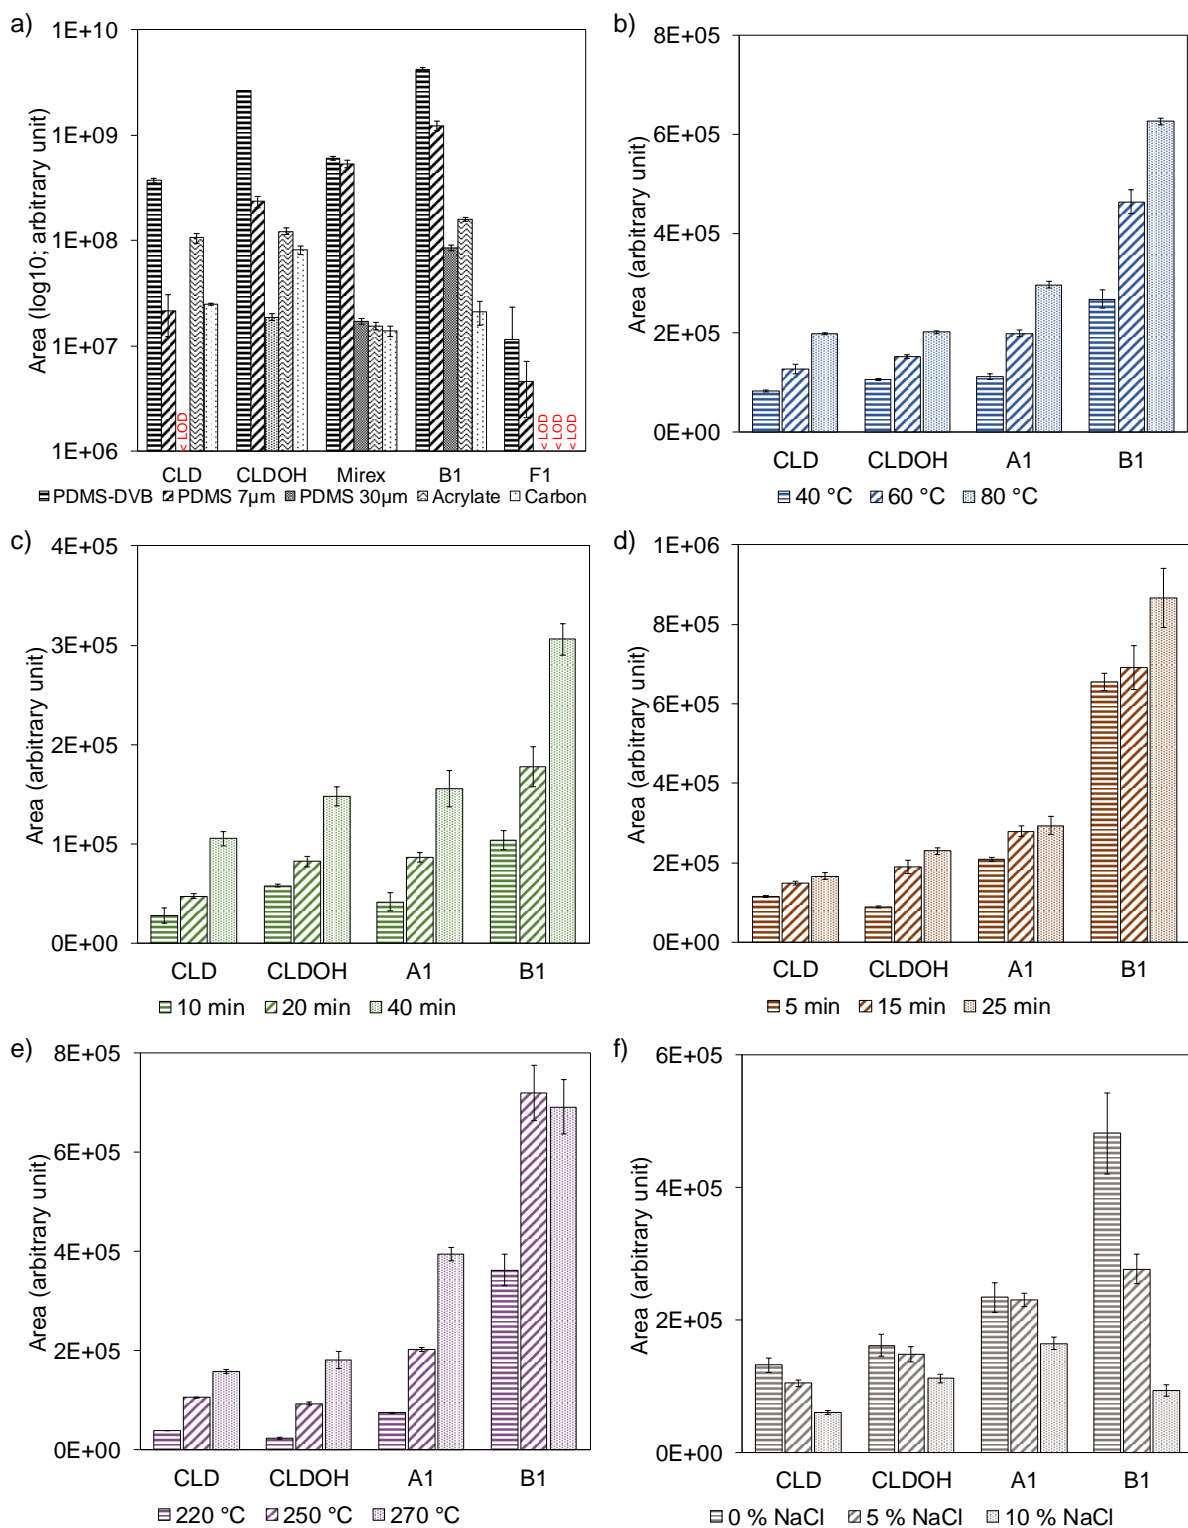 a)
Area (log10; arbitrary unit)
1E+10
1E+09
1E+08
1E+07
1E+06
< LOD
< LOD
< LOD
< LOD
CLD CLDOH Mirex B1 F1
PDMS-DVB PDMS 7µm PDMS 30µm Acrylate Carbon
b)
Area (arbitrary unit)
8E+05
6E+05
4E+05
2E+05
0E+00
CLD CLDOH A1 B1
40 °C 60 °C 80 °C
c)
Area (arbitrary unit)
4E+05
3E+05
2E+05
1E+05
0E+00
CLD CLDOH A1 B1
10 min 20 min 40 min
d)
Area (arbitrary unit)
1E+06
8E+05
6E+05
4E+05
2E+05
0E+00
CLD CLDOH A1 B1
5 min 15 min 25 min
e)
Area (arbitrary unit)
8E+05
6E+05
4E+05
2E+05
0E+00
CLD CLDOH A1 B1
220 °C 250 °C 270 °C
f)
Area (arbitrary unit)
6E+05
4E+05
2E+05
0E+00
CLD CLDOH A1 B1
0 % NaCl 5 % NaCl 10 % NaCl